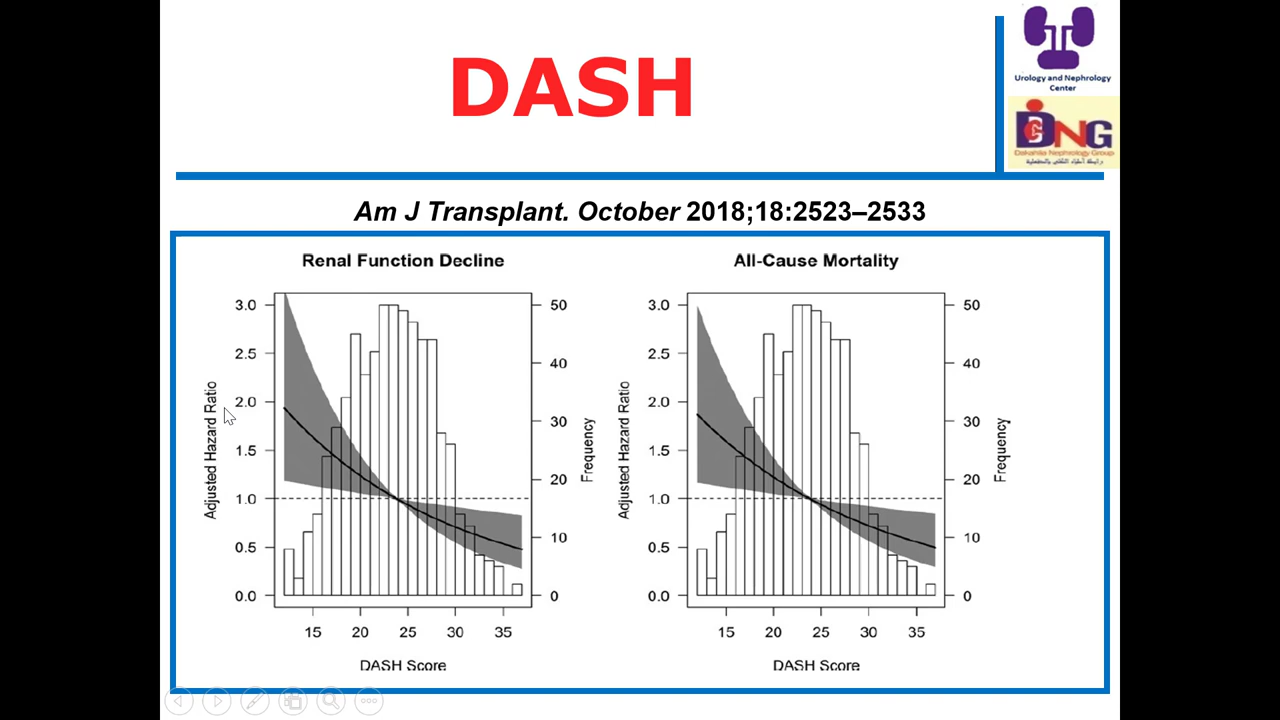 DASH
Urology and Nephrology
Center
DNG
Dakahlia Nephrology Group
Am J Transplant. October 2018;18:2523–2533
Renal Function Decline
3.0
2.5
2.0
1.5
1.0
0.5
0.0
Adjusted Hazard Ratio
50
40
30
20
10
0
Frequency
15 20 25 30 35
DASH Score
All-Cause Mortality
3.0
2.5
2.0
1.5
1.0
0.5
0.0
Adjusted Hazard Ratio
50
40
30
20
10
0
Frequency
15 20 25 30 35
DASH Score